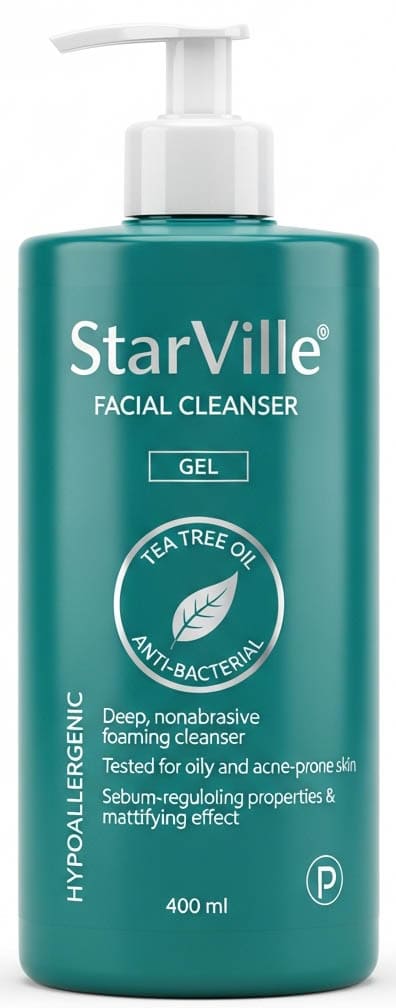 StarVille®
FACIAL CLEANSER
GEL
TEA TREE OIL
ANTI-BACTERIAL
HYPOALLERGENIC
Deep, nonabrasive
foaming cleanser
Tested for oily and acne-prone skin
Sebum-reguloling properties &
mattifying effect
400 ml
P